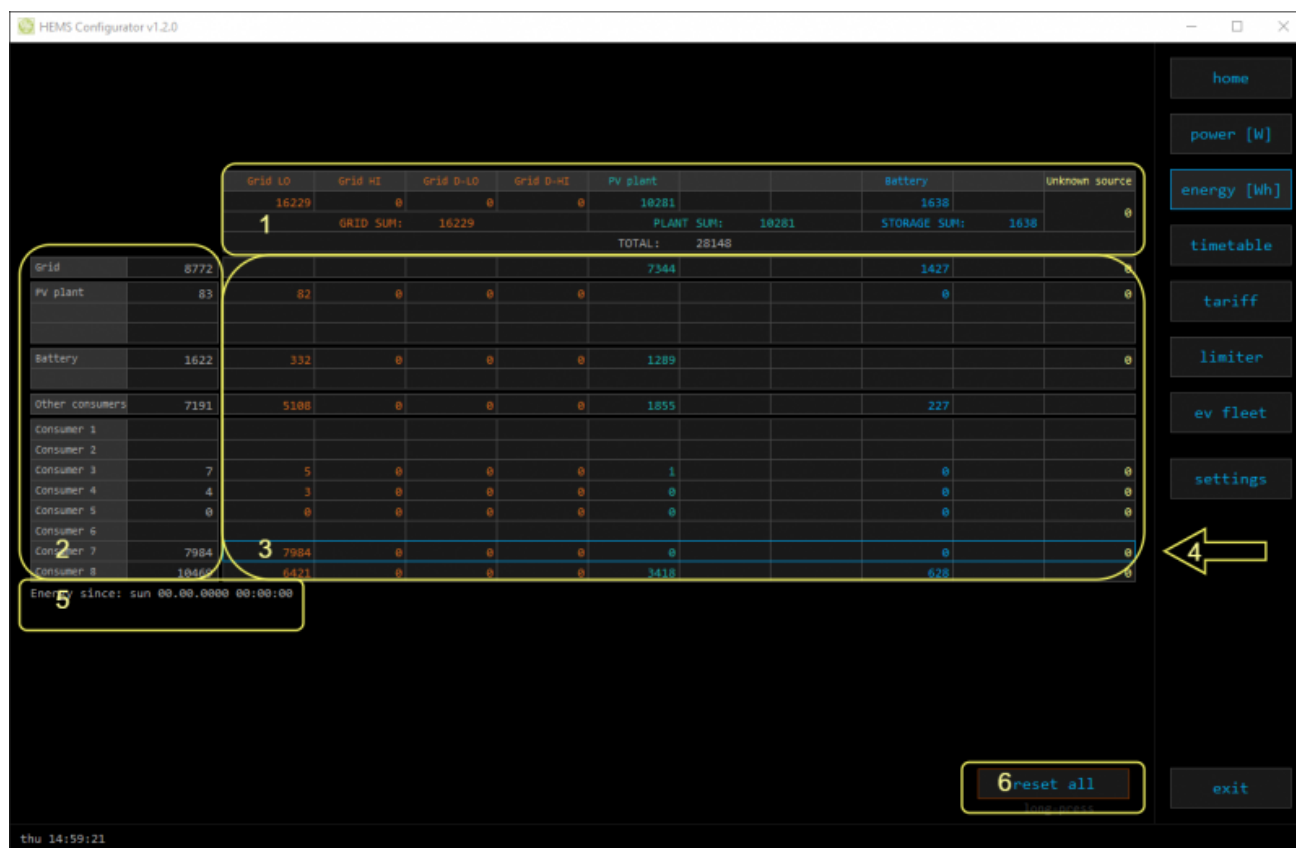 HEMS Configurator v1.2.0
home
power [W]
energy [Wh]
timetable
tariff
limiter
ev fleet
settings
exit
Grid LO Grid HI Grid D-LO Grid D-HI PV plant Battery Unknown source
16229 0 0 0 10281 1638 0
1 GRID SUM: 16229 PLANT SUM: 10281 STORAGE SUM: 1638
TOTAL: 28148
Grid 8772 7344 1427 0
PV plant 83 82 0 0 0 0 0
Battery 1622 332 0 0 0 1289 0
Other consumers 7191 5108 0 0 0 1855 227
Consumer 1
Consumer 2
Consumer 3 7 5 0 0 0 1 0 0
Consumer 4 4 3 0 0 0 0 0 0
Consumer 5 0 0 0 0 0 0 0 0
Consumer 6
Consumer 7 2 7984 3 7984 0 0 0 0 0 0 4
Consumer 8 10468 6421 0 0 0 3418 628 0
Energy since: sun 00.00.0000 00:00:00
5
6 reset all
long-press
thu 14:59:21